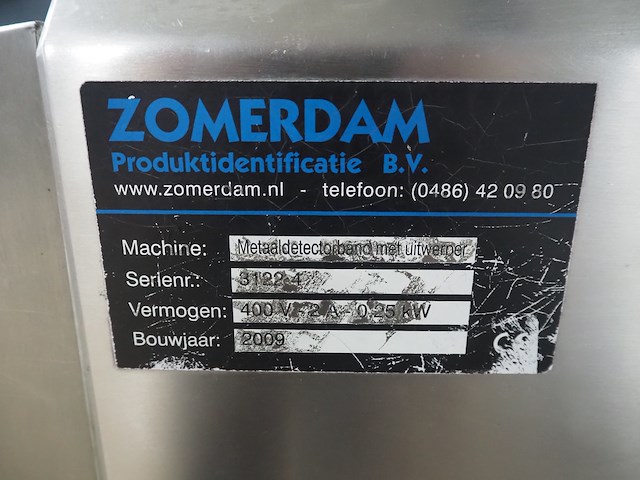 ZOMERDAM
Produktidentificatie B.V.
www.zomerdam.nl - telefoon: (0486) 42 09 80
Machine: Metaaldetectorband met uitwerper
Serienr.: 3122-4
Vermogen: 400 V - 2 A - 0,25 kW
Bouwjaar: 2009
CE